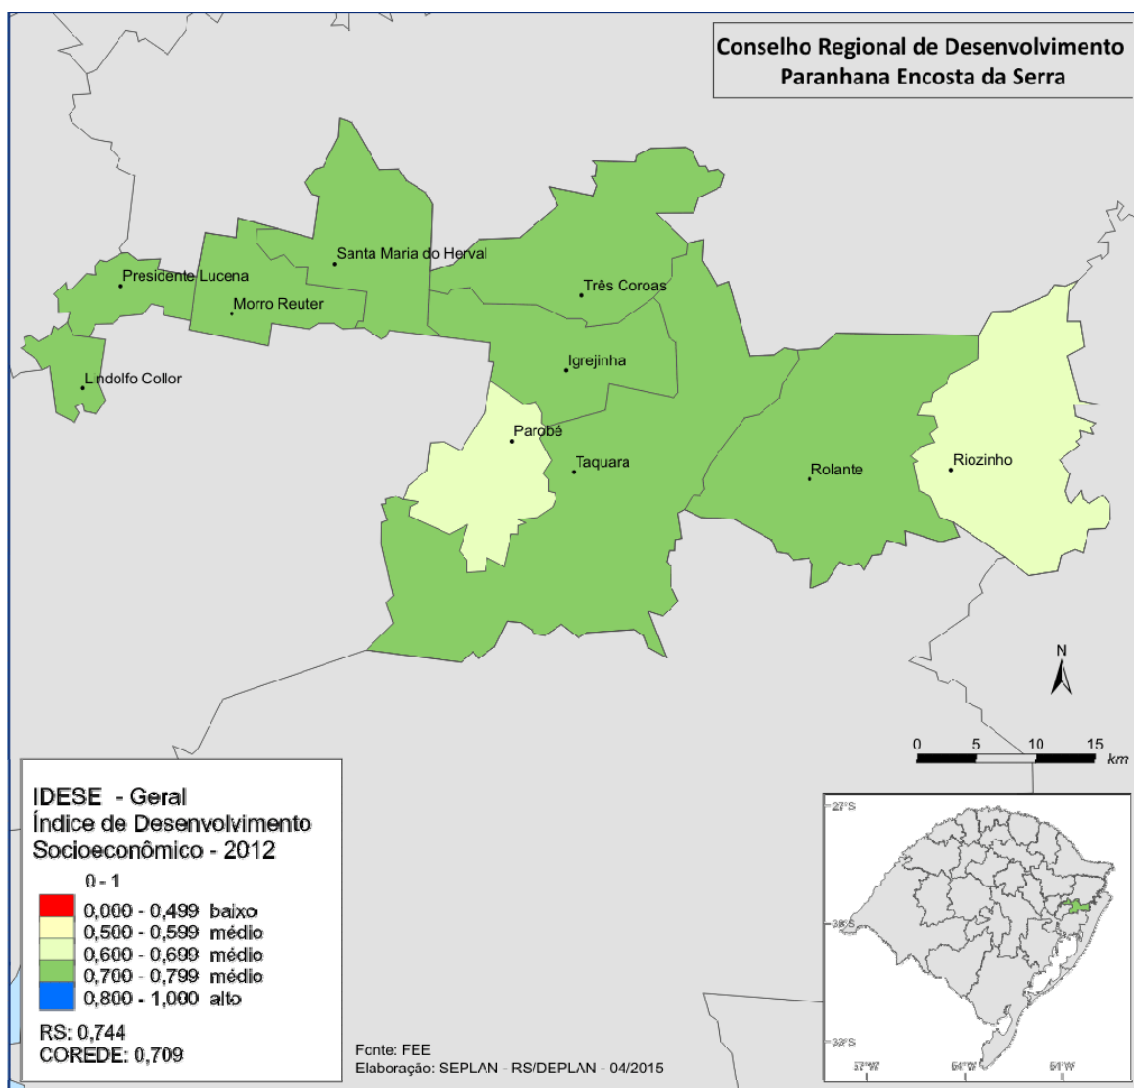 Conselho Regional de Desenvolvimento
Paranhana Encosta da Serra
Santa Maria do Herval
Presidente Lucena
Três Coroas
Morro Reuter
Igrejinha
Lindolfo Collor
Parobé
Taquara
Rolante
Riozinho
N
0 5 10 15
km
IDESE - Geral
Índice de Desenvolvimento
Socioeconômico - 2012
0 - 1
0,000 - 0,499 baixo
0,500 - 0,599 médio
0,600 - 0,699 médio
0,700 - 0,799 médio
0,800 - 1,000 alto
RS: 0,744
COREDE: 0,709
Fonte: FEE
Elaboração: SEPLAN - RS/DEPLAN - 04/2015
27°S
57°W
54°W